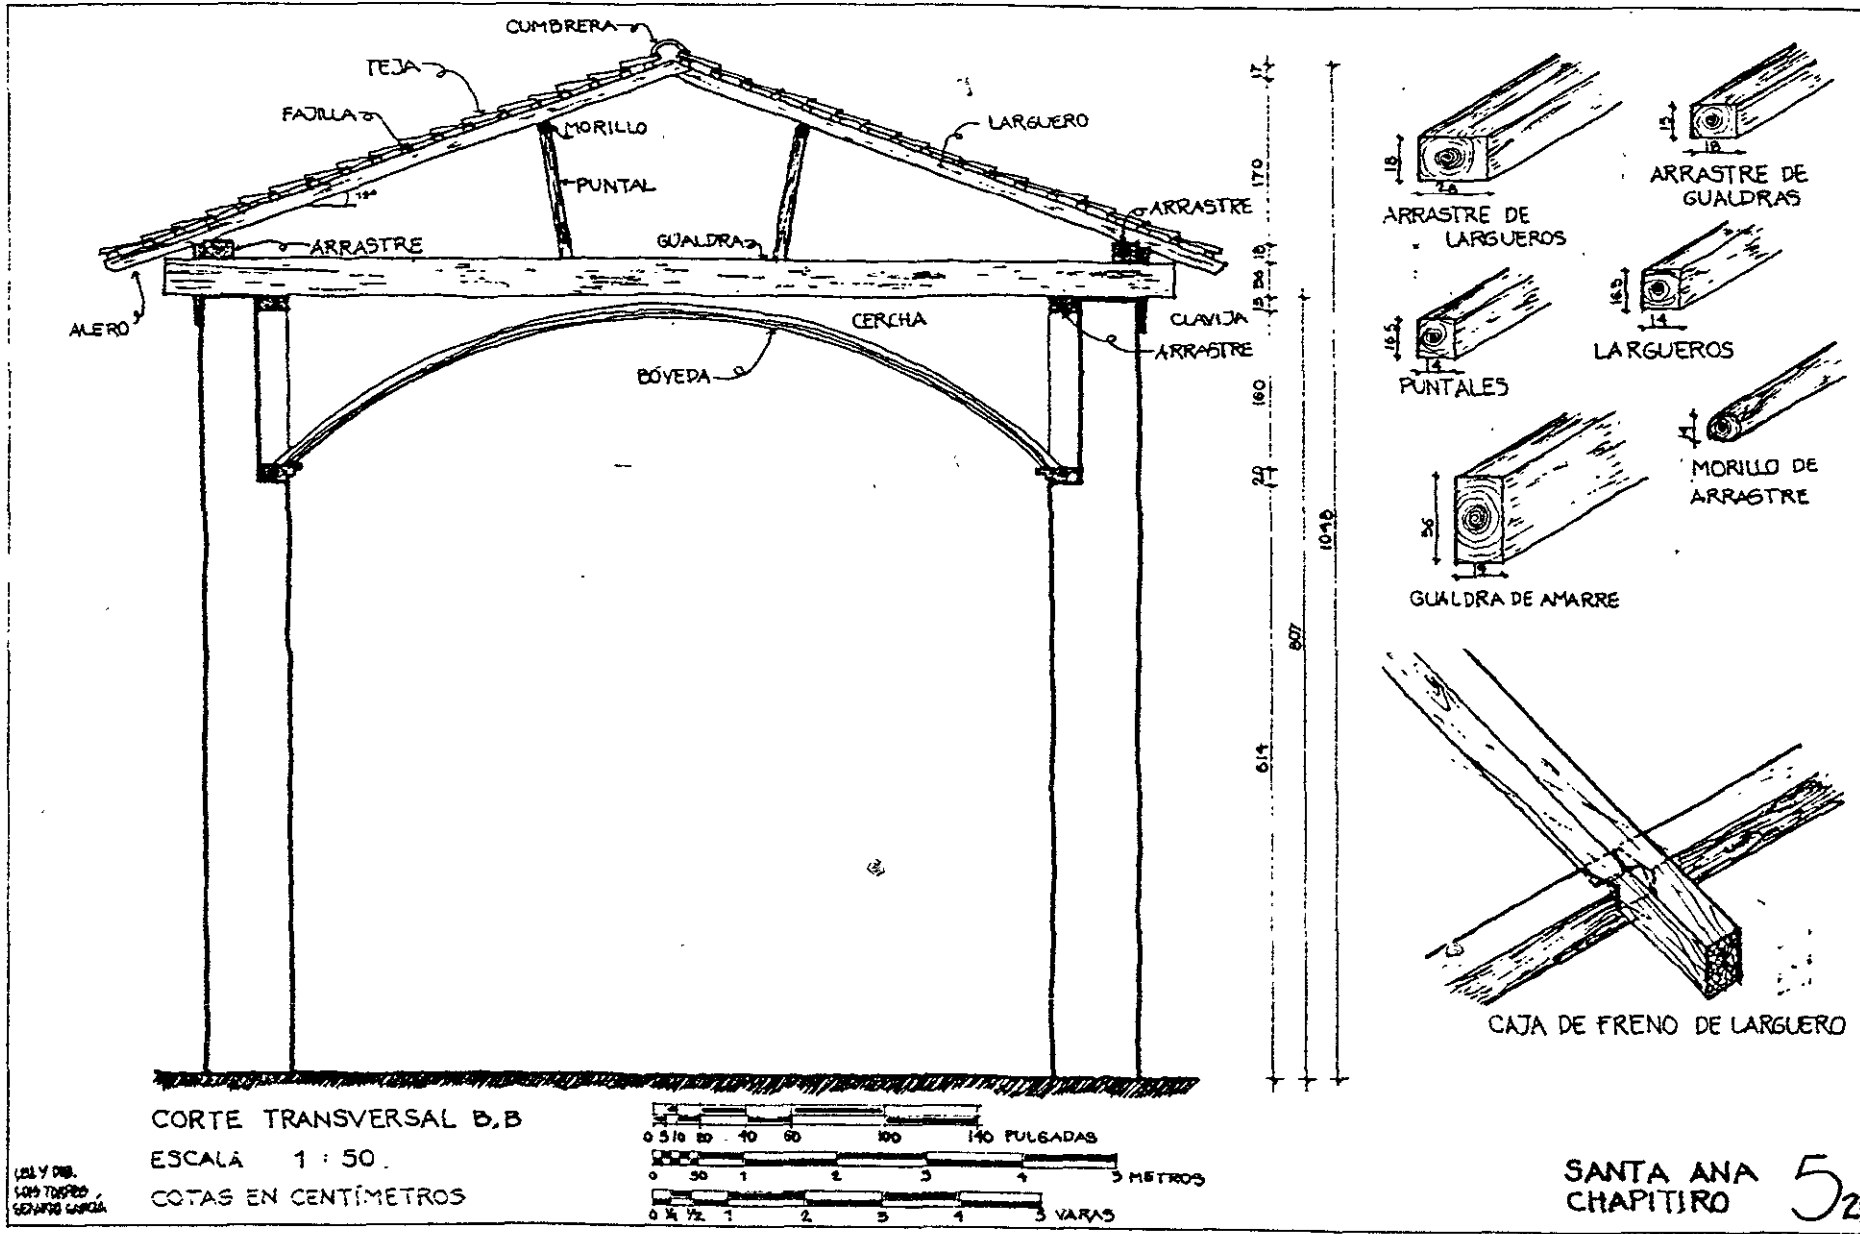 CUMBRERA
TEJA
FAJILLA
MORILLO
LARGUERO
PUNTAL
ARRASTRE
GUALDRA
ARRASTRE
ALERO
CERCHA
CLAVIJA
ARRASTRE
BÓVEDA
17
170
18
36
15
160
20
614
807
1048
18
28
ARRASTRE DE
LARGUEROS
15
18
ARRASTRE DE
GUALDRAS
16.5
14
PUNTALES
16.5
14
LARGUEROS
14
MORILLO DE
ARRASTRE
36
GUALDRA DE AMARRE
CAJA DE FRENO DE LARGUERO
CORTE TRANSVERSAL B,B
ESCALA 1 : 50.
COTAS EN CENTÍMETROS
0 5 10 20 40 60 100 140 PULGADAS
0 50 1 2 3 4 5 METROS
0 ¼ ½ 1 2 3 4 5 VARAS
SANTA ANA
CHAPITIRO
5 2